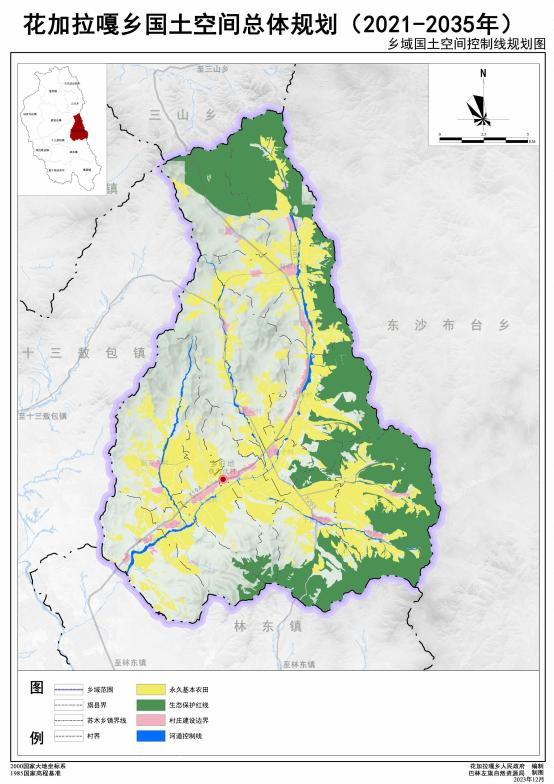 花加拉嘎乡国土空间总体规划（2021-2035年）
乡域国土空间控制线规划图
至三山乡
三山乡
N
镇
东沙布台乡
十三敖包镇
至十三敖包镇
林东镇
至林东镇
图例
乡域范围
旗县界
苏木乡镇界线
村界
永久基本农田
生态保护红线
村庄建设边界
河道控制线
2000国家大地坐标系
1985国家高程基准
花加拉嘎乡人民政府 编制
巴林左旗自然资源局 制图
2023年12月